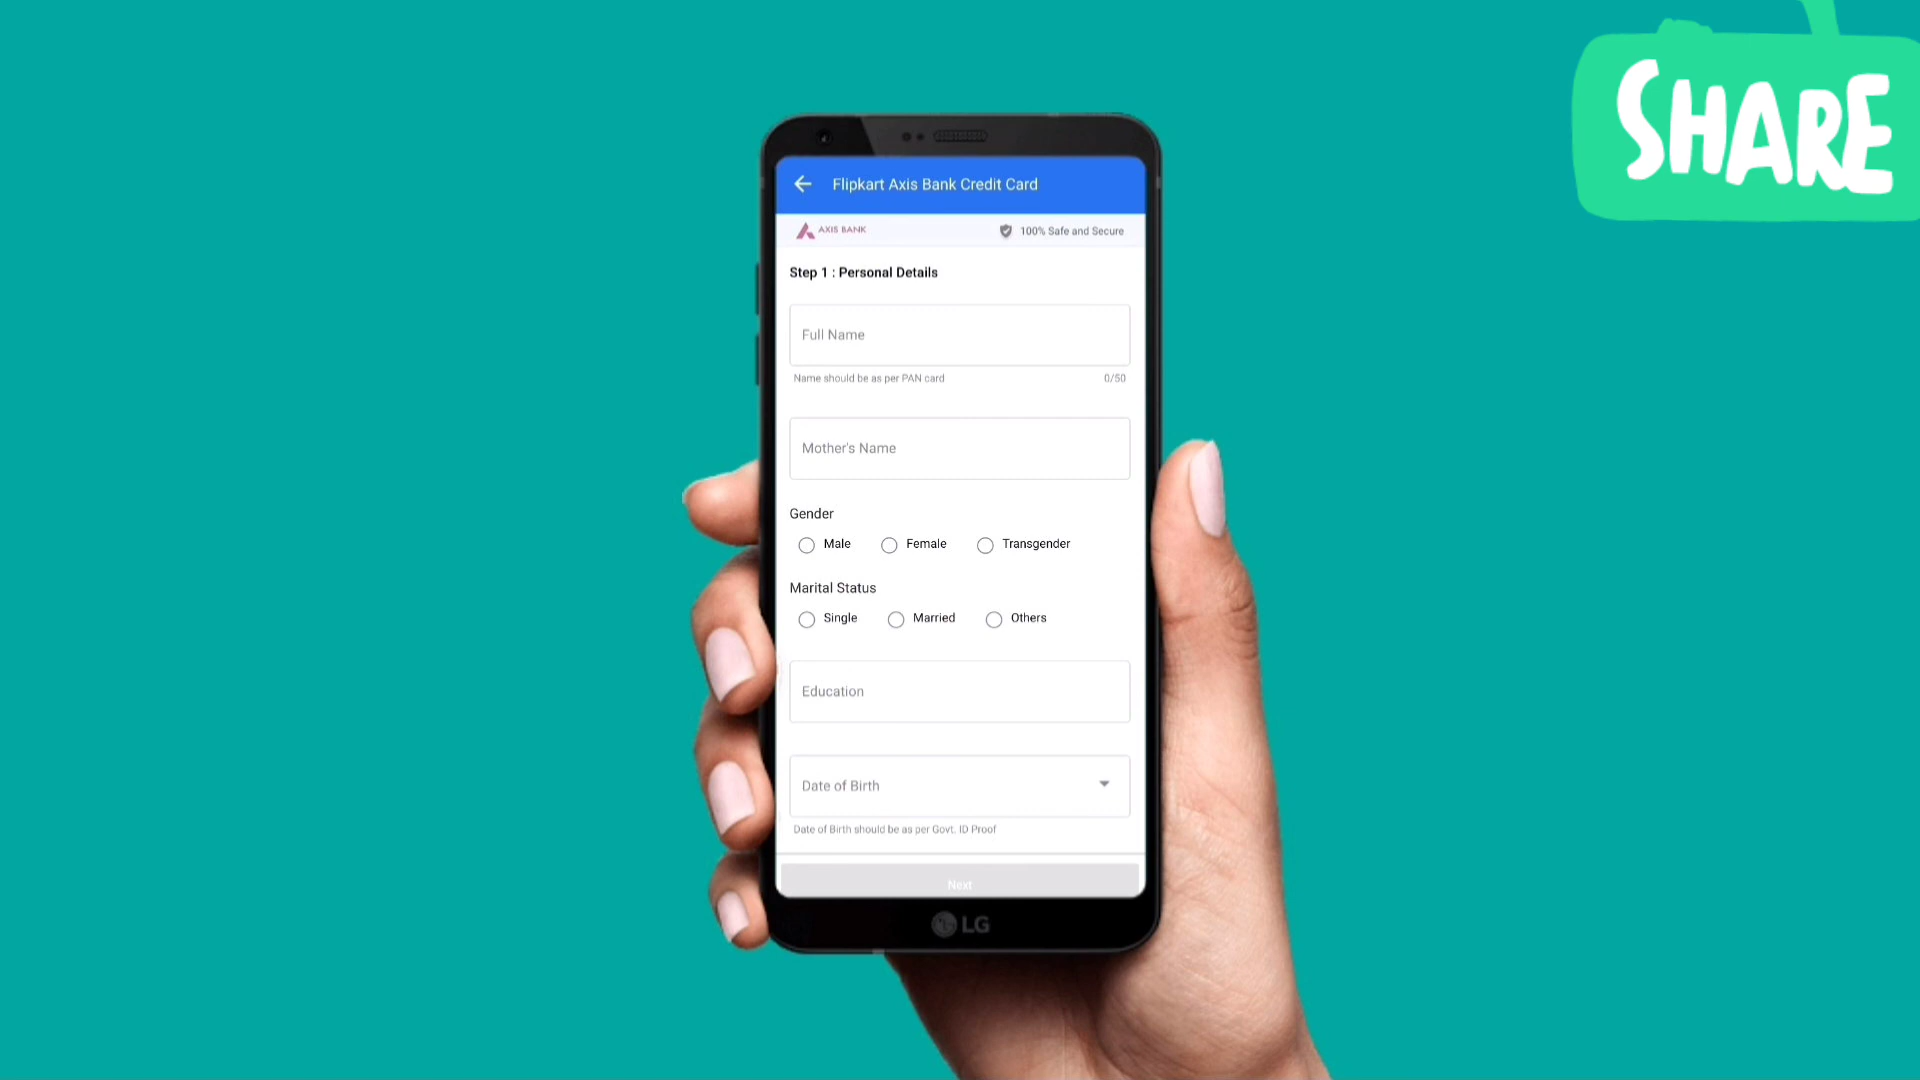 SHARE
Flipkart Axis Bank Credit Card
AXIS BANK
100% Safe and Secure
Step 1 : Personal Details
Full Name
Name should be as per PAN card 0/50
Mother's Name
Gender
Male Female Transgender
Marital Status
Single Married Others
Education
Date of Birth
Date of Birth should be as per Govt. ID Proof
Next
LG